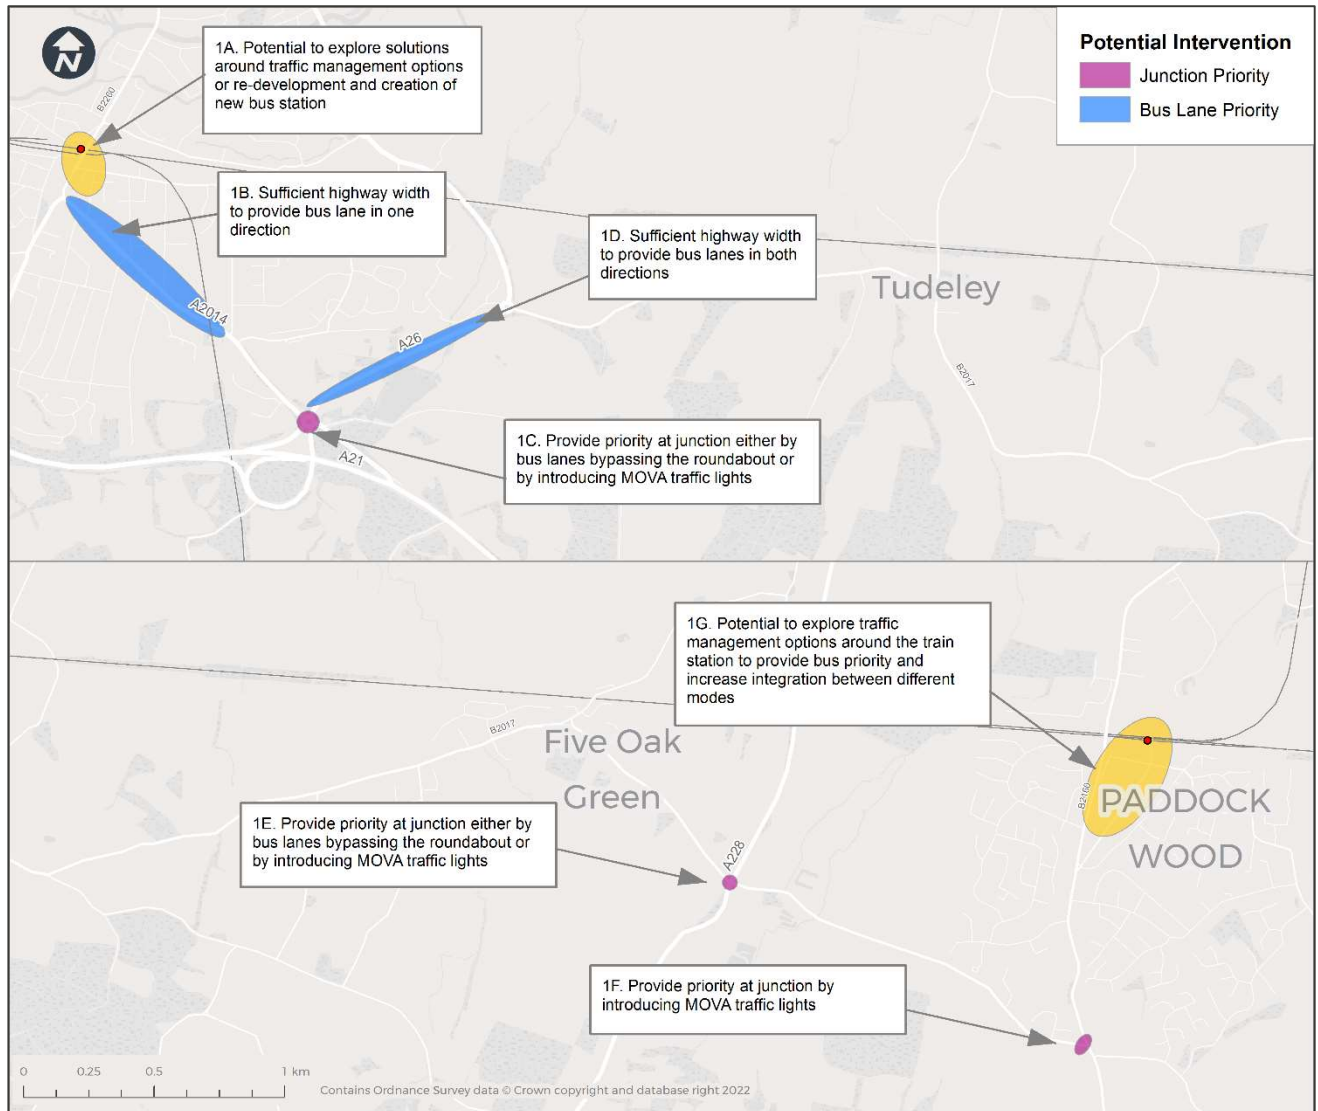 N
Potential Intervention
Junction Priority
Bus Lane Priority
1A. Potential to explore solutions
around traffic management options
or re-development and creation of
new bus station
B2260
1B. Sufficient highway width
to provide bus lane in one
direction
1D. Sufficient highway width
to provide bus lanes in both
directions
Tudeley
A2014
A26
B2017
1C. Provide priority at junction either by
bus lanes bypassing the roundabout or
by introducing MOVA traffic lights
A21
1G. Potential to explore traffic
management options around the train
station to provide bus priority and
increase integration between different
modes
B2017
Five Oak
Green
B2160
PADDOCK
WOOD
1E. Provide priority at junction either by
bus lanes bypassing the roundabout or
by introducing MOVA traffic lights
A228
1F. Provide priority at junction by
introducing MOVA traffic lights
0 0.25 0.5 1 km
Contains Ordnance Survey data © Crown copyright and database right 2022